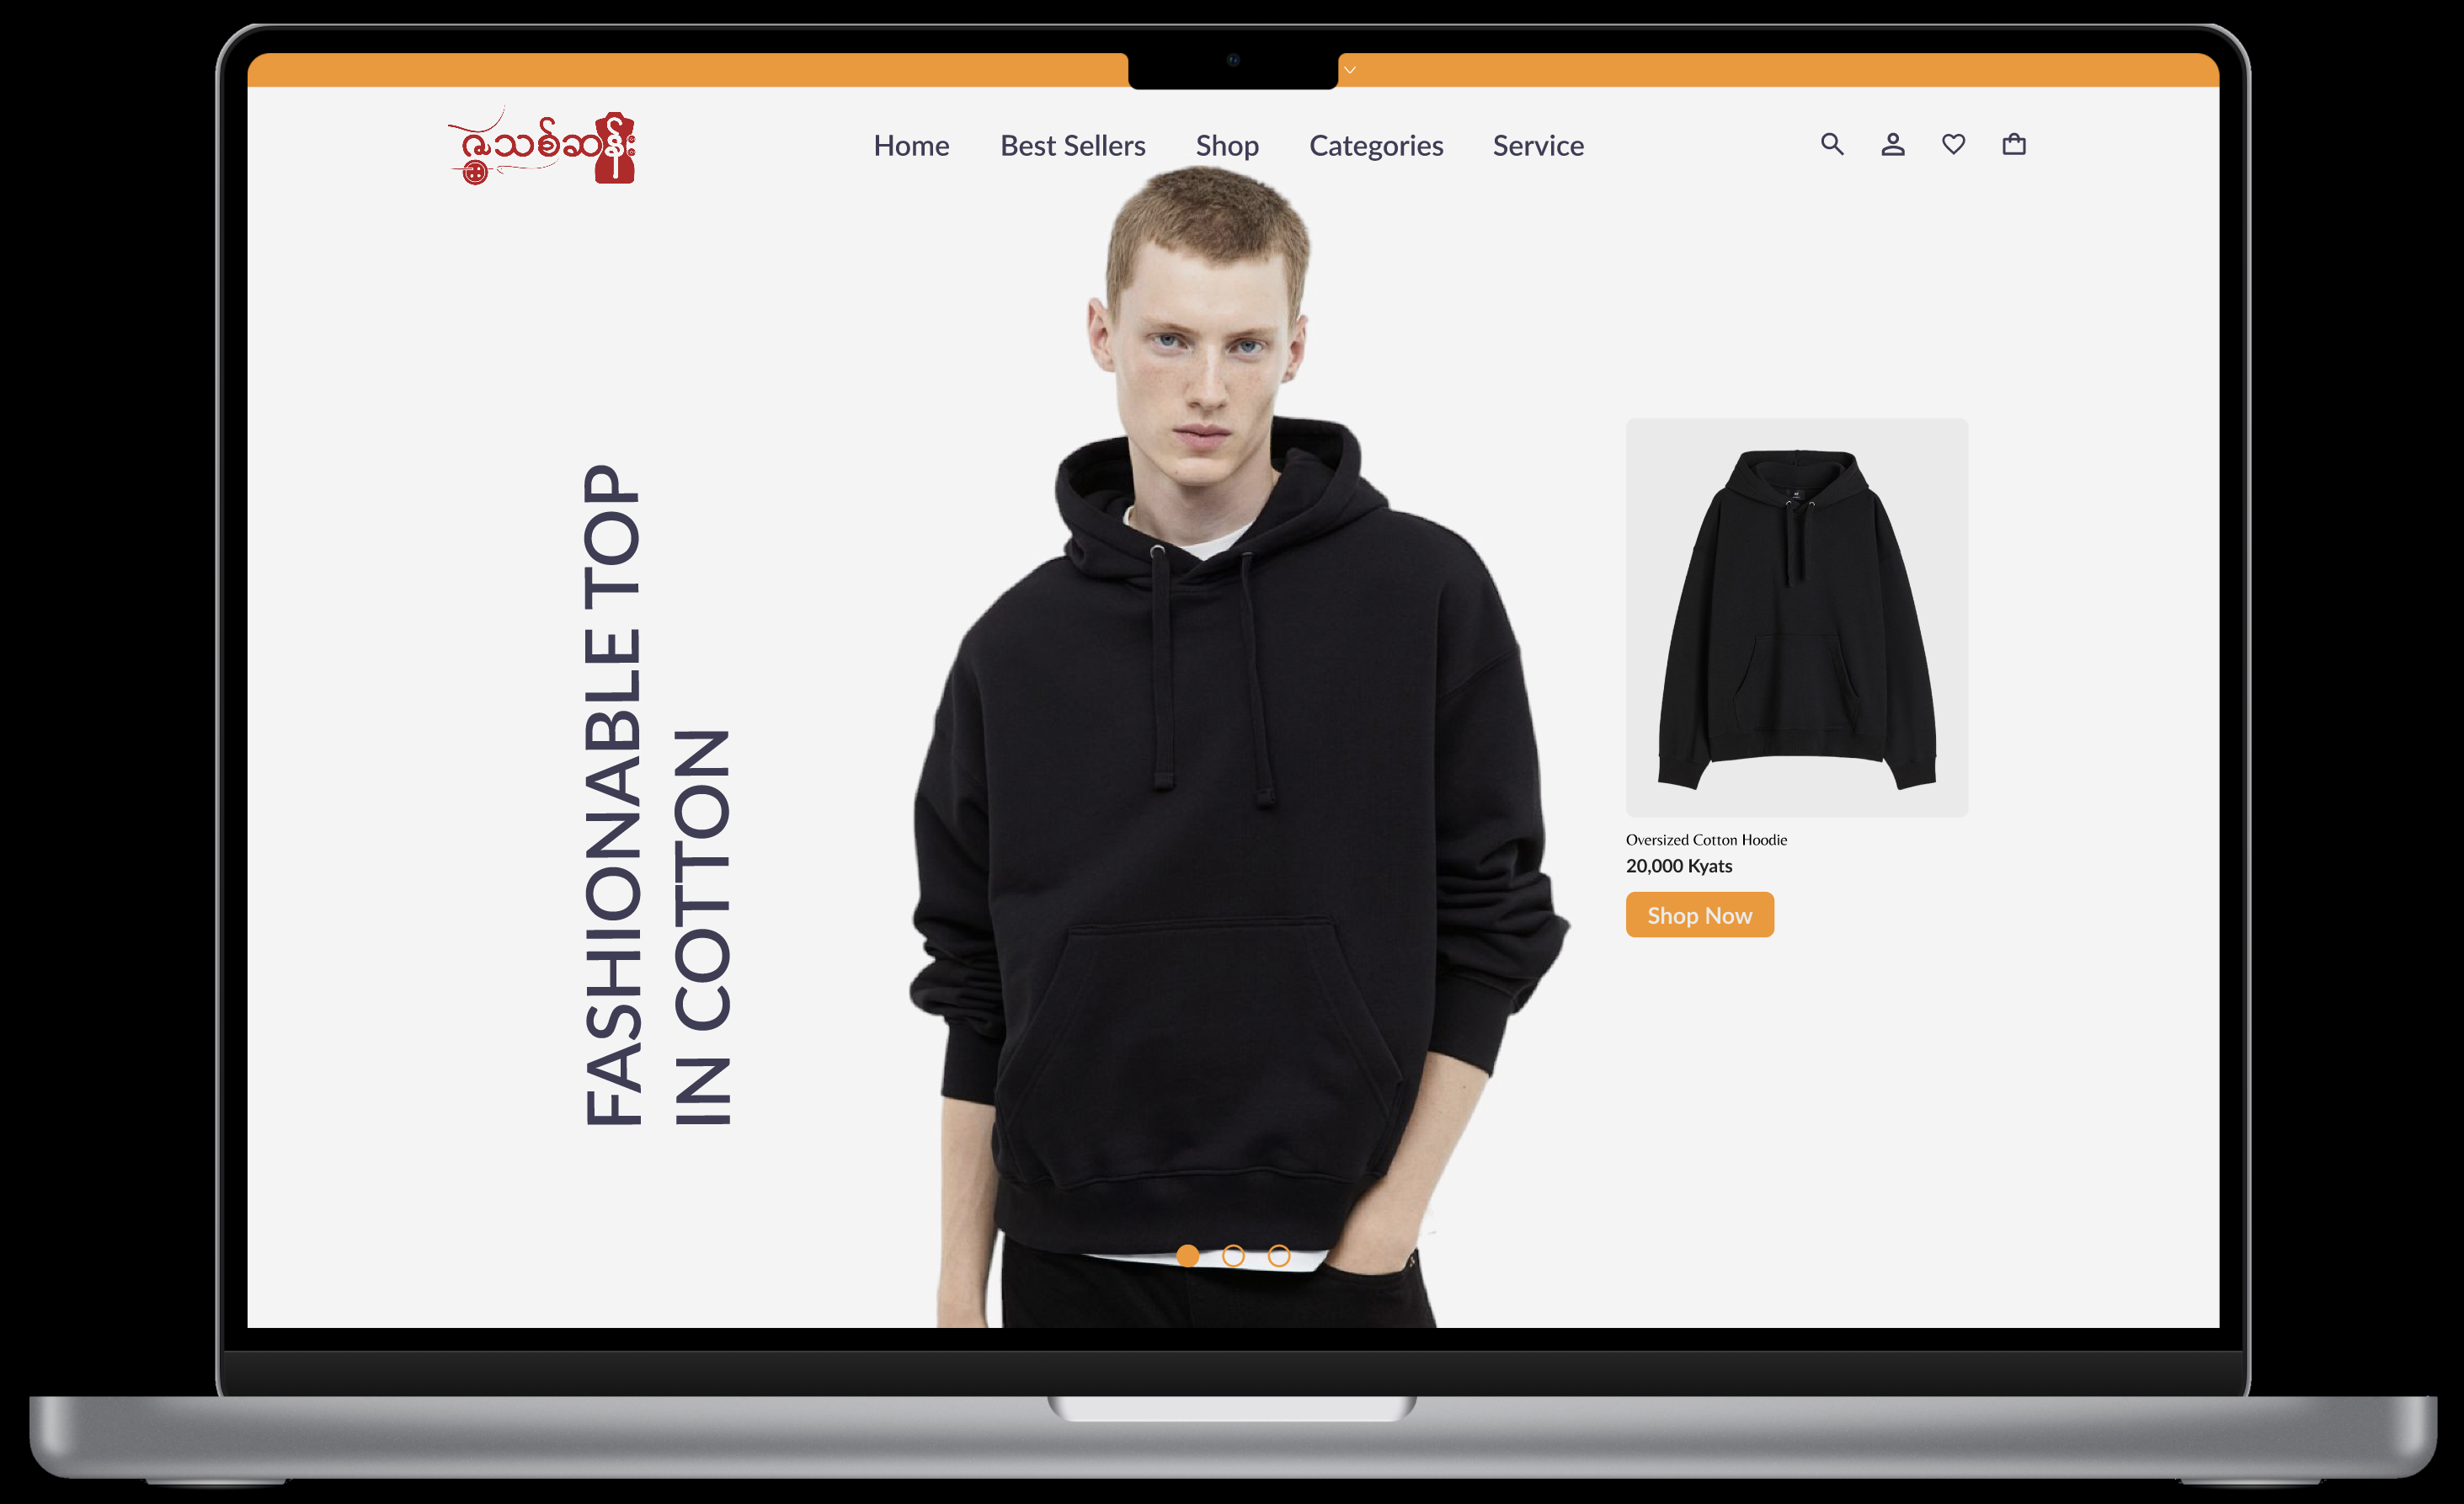 ဇူသစ်ဆန်း
Home Best Sellers Shop Categories Service
FASHIONABLE TOP
IN COTTON
Oversized Cotton Hoodie
20,000 Kyats
Shop Now